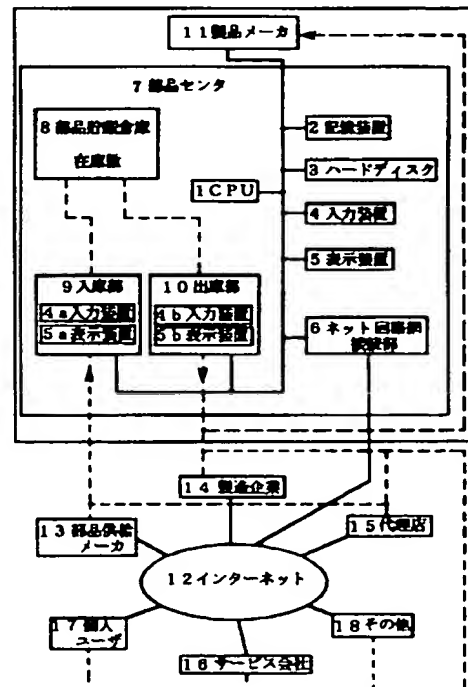 11製品メーカ
7部品センタ
8部品貯蔵倉庫
在庫数
2記憶装置
3ハードディスク
1CPU
4入力装置
5表示装置
9入庫部
4a入力装置
5a表示装置
10出庫部
4b入力装置
5b表示装置
6ネット回路網
接続部
14製造企業
13部品供給
メーカ
15代理店
12インターネット
17個人
ユーザ
18その他
16サービス会社